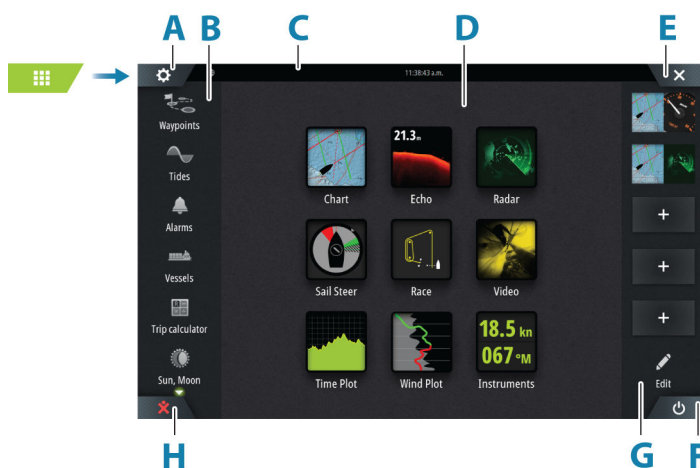 A
B
C
D
E
11:38:43 a.m.
Waypoints
Tides
Alarms
Vessels
Trip calculator
Sun, Moon
21.3m
Chart
Echo
Radar
Sail Steer
Race
Video
18.5 kn
067 °M
Time Plot
Wind Plot
Instruments
Edit
H
G
F